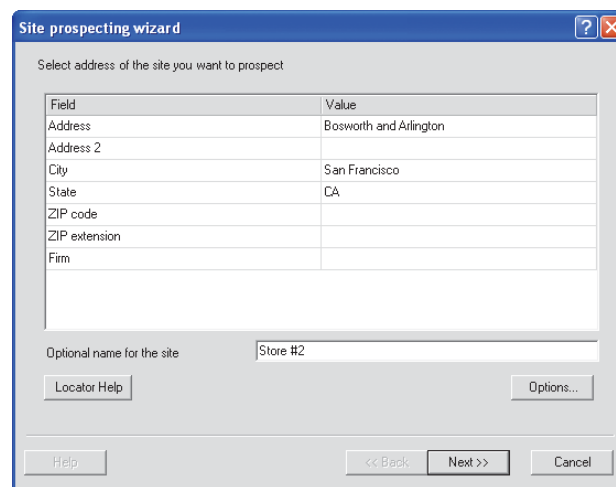 Site prospecting wizard
Select address of the site you want to prospect
Field Value
Address Bosworth and Arlington
Address 2
City San Francisco
State CA
ZIP code
ZIP extension
Firm
Optional name for the site Store #2
Locator Help Options...
Help << Back Next >> Cancel